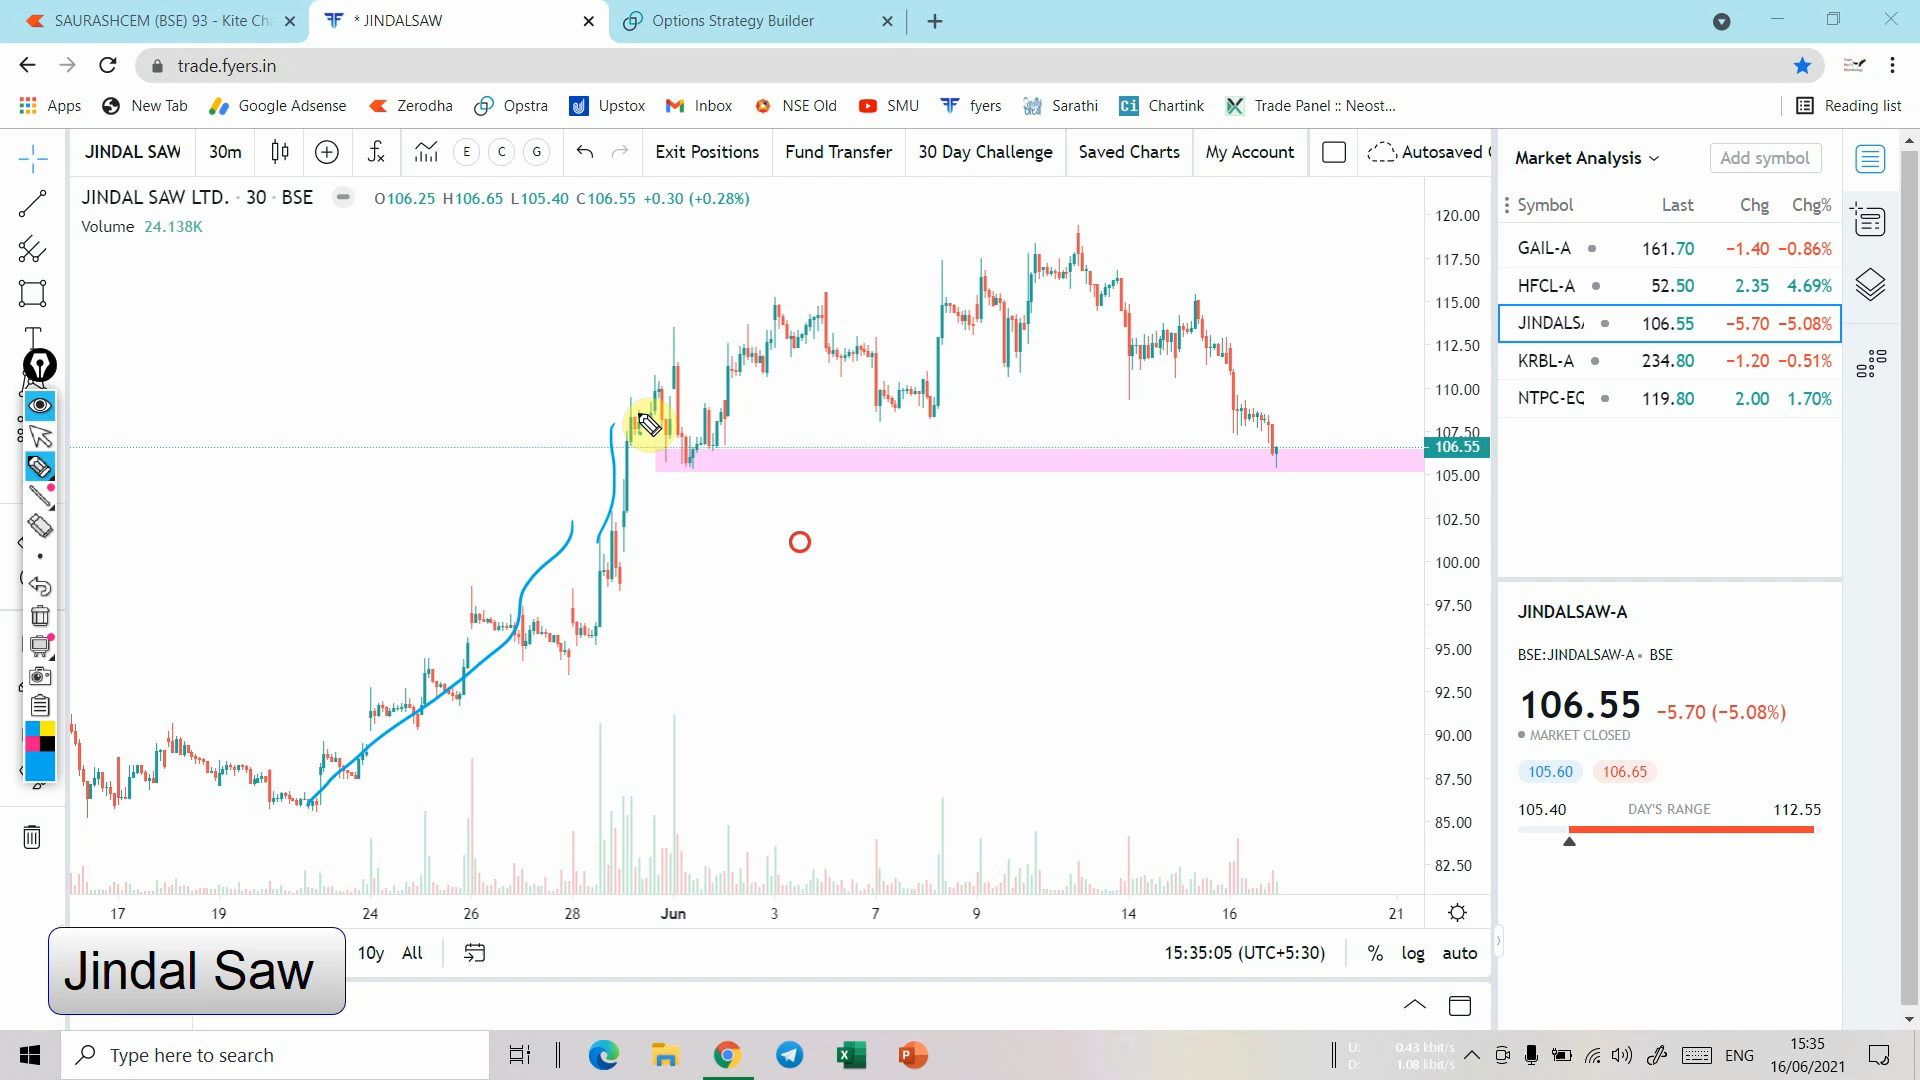 SAURASHCEM (BSE) 93 - Kite Cha
* JINDALSAW
Options Strategy Builder
trade.fyers.in
Apps
New Tab
Google Adsense
Zerodha
Opstra
Upstox
Inbox
NSE Old
SMU
fyers
Sarathi
Ci Chartink
Trade Panel :: Neost...
Reading list
JINDAL SAW
30m
E C G
Exit Positions
Fund Transfer
30 Day Challenge
Saved Charts
My Account
Autosaved
JINDAL SAW LTD. · 30 · BSE
O106.25 H106.65 L105.40 C106.55 +0.30 (+0.28%)
Volume 24.138K
120.00
117.50
115.00
112.50
110.00
107.50
106.55
105.00
102.50
100.00
97.50
95.00
92.50
90.00
87.50
85.00
82.50
17 19 24 26 28 Jun 3 7 9 14 16 21
10y All
15:35:05 (UTC+5:30)
% log auto
Jindal Saw
Market Analysis
Add symbol
Symbol Last Chg Chg%
GAIL-A 161.70 −1.40 −0.86%
HFCL-A 52.50 2.35 4.69%
JINDALSA 106.55 −5.70 −5.08%
KRBL-A 234.80 −1.20 −0.51%
NTPC-EQ 119.80 2.00 1.70%
JINDALSAW-A
BSE:JINDALSAW-A • BSE
106.55 −5.70 (−5.08%)
MARKET CLOSED
105.60 106.65
105.40 DAY'S RANGE 112.55
Type here to search
U: 0.43 kbit/s
D: 1.08 kbit/s
ENG
15:35
16/06/2021